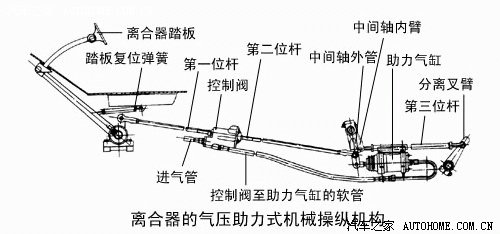 离合器踏板
踏板复位弹簧
第一位杆
控制阀
第二位杆
中间轴外管
中间轴内臂
助力气缸
分离叉臂
第三位杆
进气管
控制阀至助力气缸的软管
离合器的气压助力式机械操纵机构
汽车之家 AUTOHOME.COM.CN